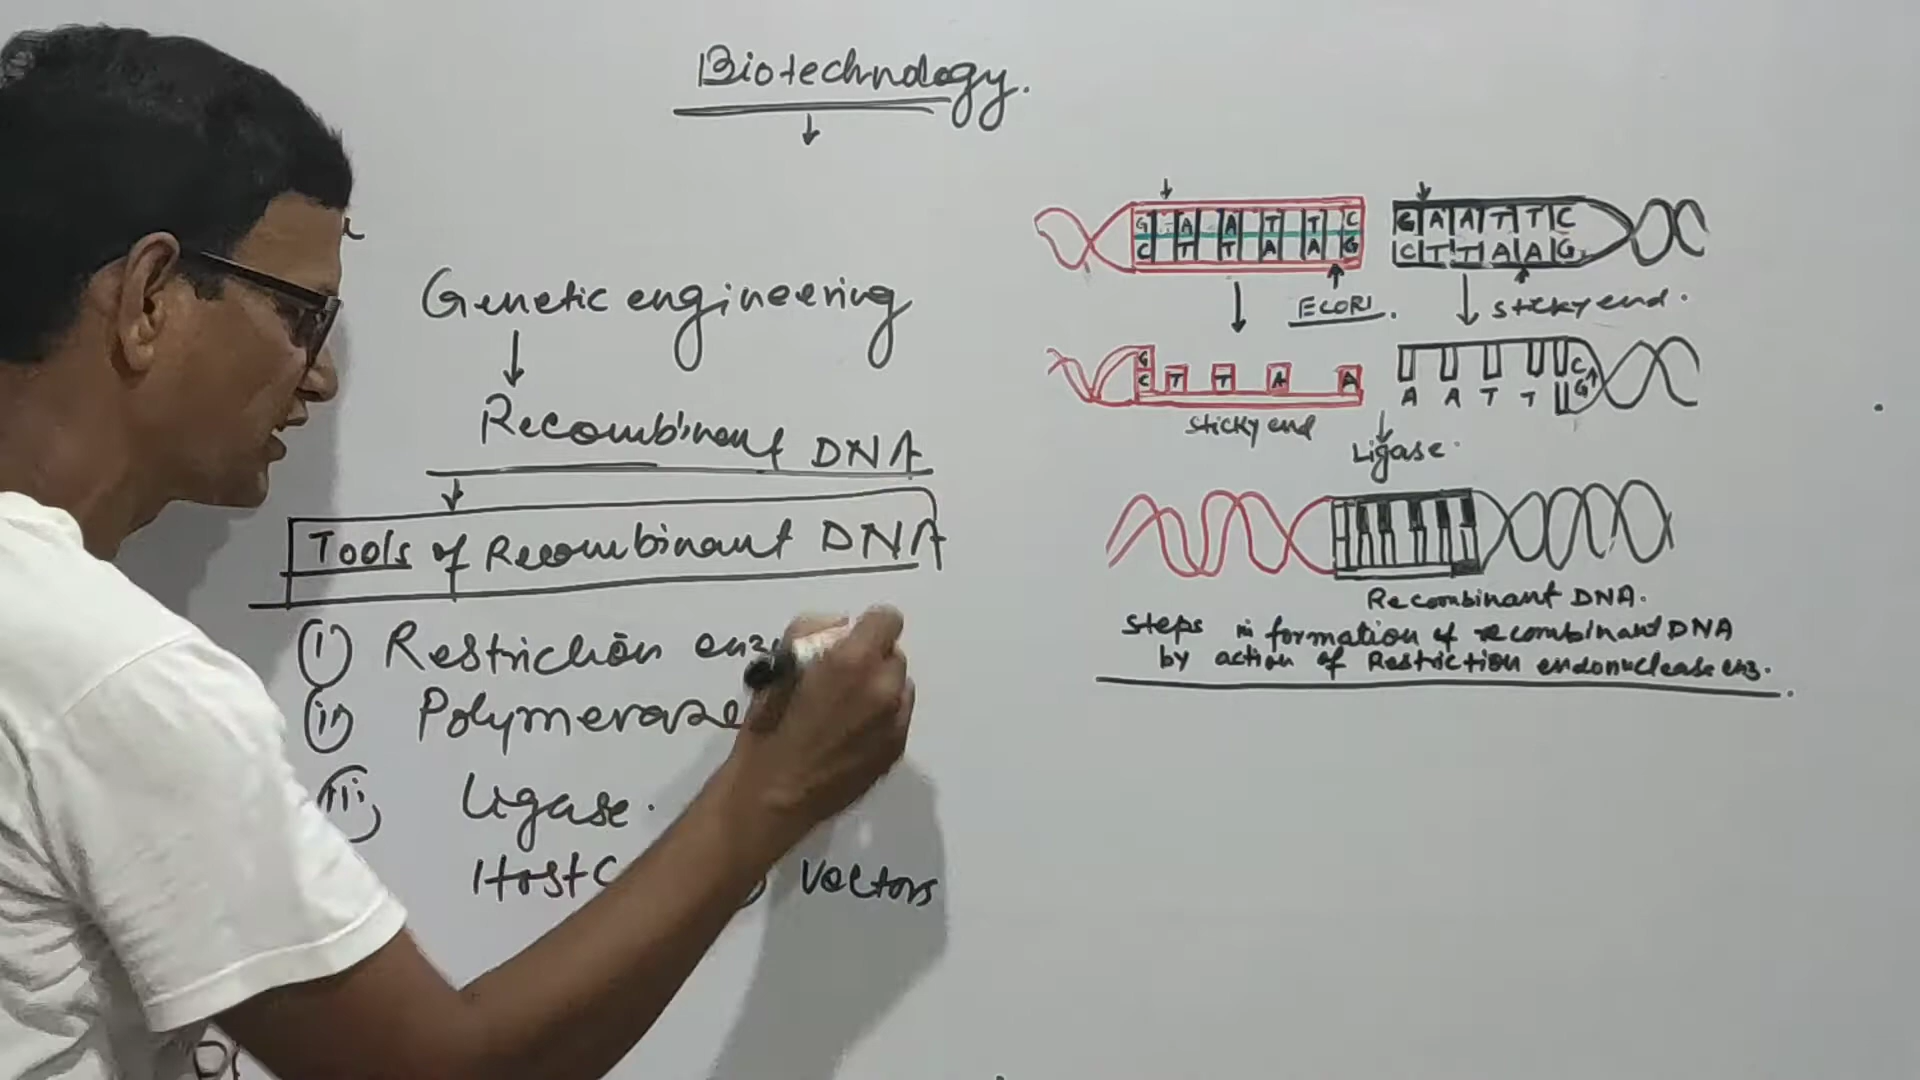 Biotechnology.
Genetic engineering
Recombinant DNA
Tools of Recombinant DNA
(i) Restriction
(ii) Polymerase
Ligase.
Host
Vectors
G A A T T C
C T T A A G
G A A T T C
C T T A A G
ECORI.
sticky end.
G
C T T A A
C
A A T T G
sticky end
Ligase.
Recombinant DNA.
Steps in formation of recombinant DNA
by action of Restriction endonuclease enz.